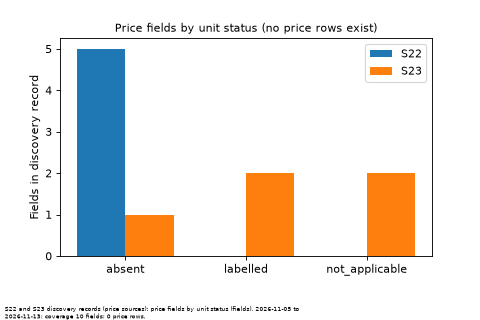 Price fields by unit status (no price rows exist)
S22
S23
Fields in discovery record
5
4
3
2
1
0
absent
labelled
not_applicable
S22 and S23 discovery records (price sources): price fields by unit status (fields). 2026-11-05 to
2026-11-13; coverage 10 fields; 0 price rows.